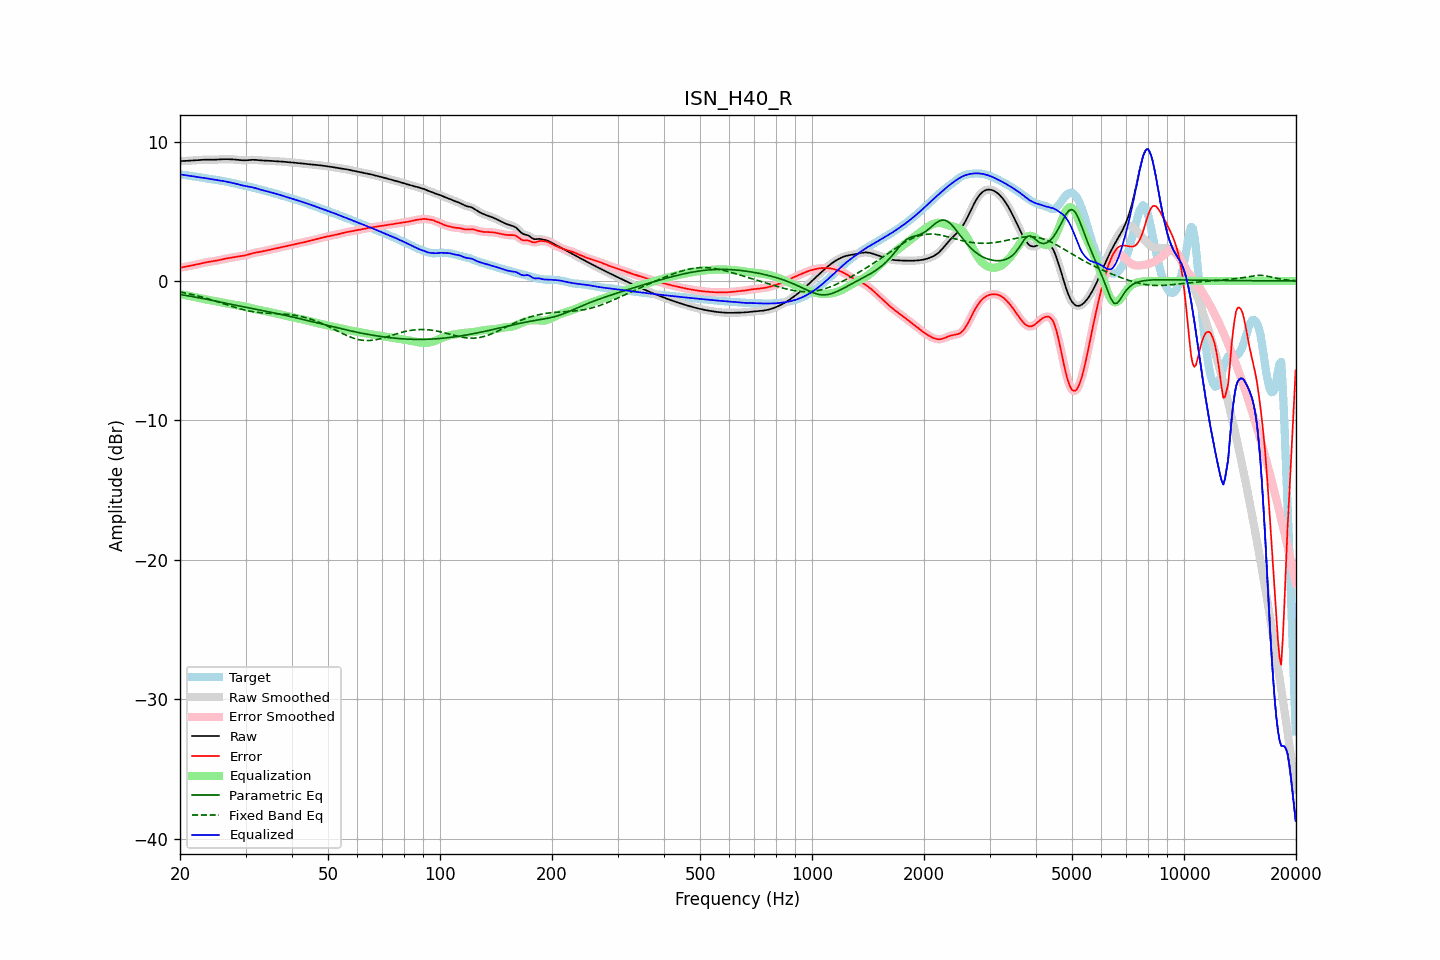 ISN_H40_R
Amplitude (dBr)
10
0
−10
−20
−30
−40
Target
Raw Smoothed
Error Smoothed
Raw
Error
Equalization
Parametric Eq
Fixed Band Eq
Equalized
20 50 100 200 500 1000 2000 5000 10000 20000
Frequency (Hz)